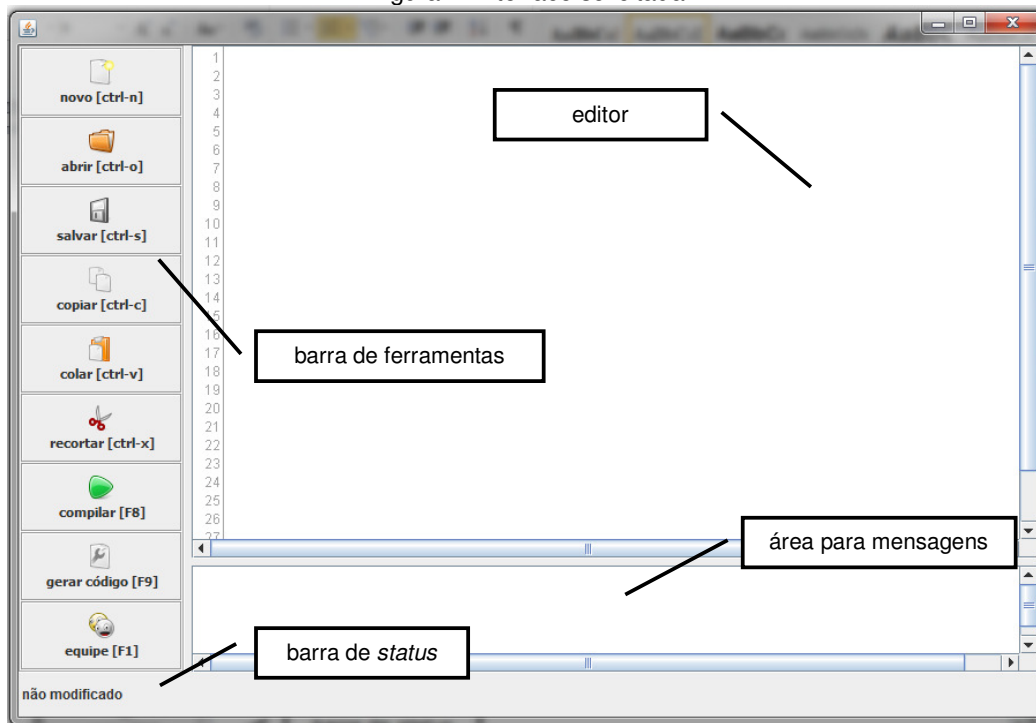 novo [ctrl-n]
abrir [ctrl-o]
salvar [ctrl-s]
copiar [ctrl-c]
colar [ctrl-v]
recortar [ctrl-x]
compilar [F8]
gerar código [F9]
equipe [F1]
1
2
3
4
5
6
7
8
9
10
11
12
13
14
15
16
17
18
19
20
21
22
23
24
25
26
27
editor
barra de ferramentas
área para mensagens
barra de status
não modificado